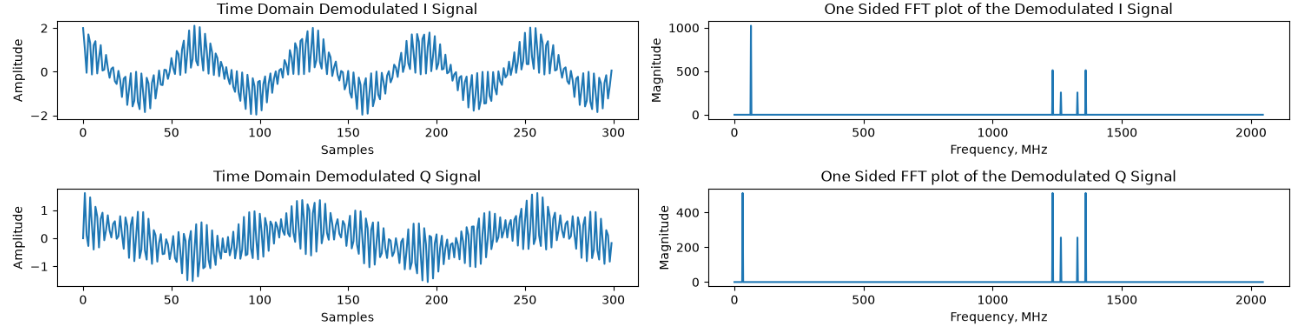 Time Domain Demodulated I Signal
2
0
−2
Amplitude
0 50 100 150 200 250 300
Samples
One Sided FFT plot of the Demodulated I Signal
1000
500
0
Magnitude
0 500 1000 1500 2000
Frequency, MHz
Time Domain Demodulated Q Signal
1
0
−1
Amplitude
0 50 100 150 200 250 300
Samples
One Sided FFT plot of the Demodulated Q Signal
400
200
0
Magnitude
0 500 1000 1500 2000
Frequency, MHz